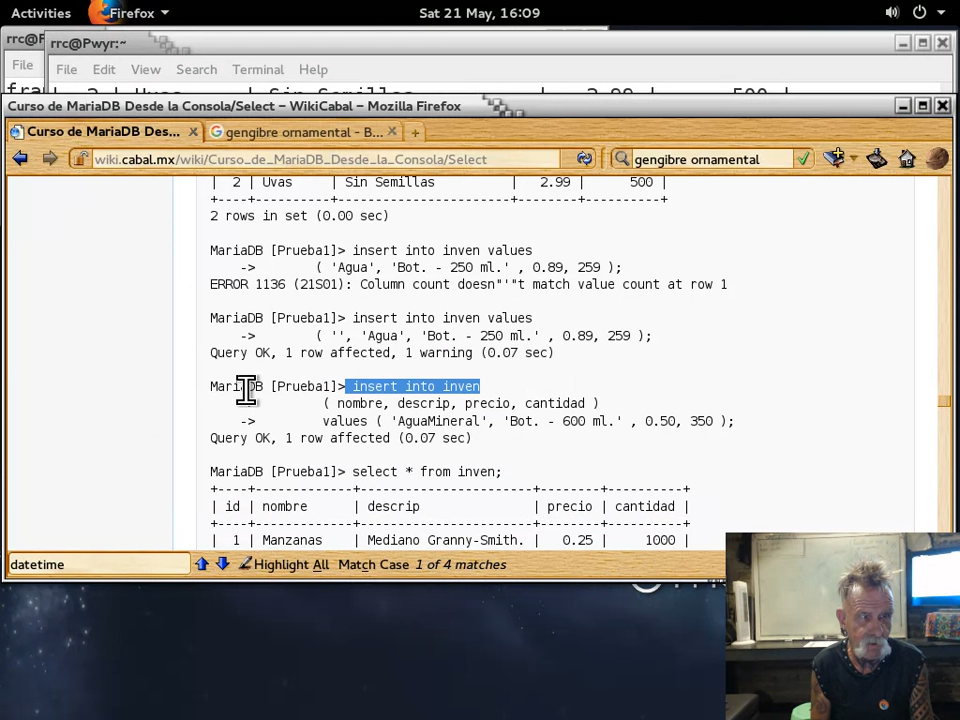 Activities Firefox Sat 21 May, 16:09
rrc@P rrc@Pwyr:~
File File Edit View Search Terminal Help
Curso de MariaDB Desde la Consola/Select - WikiCabal - Mozilla Firefox
Curso de MariaDB Des... × gengibre ornamental - B... × +
wiki.cabal.mx/wiki/Curso_de_MariaDB_Desde_la_Consola/Select gengibre ornamental
| 2 | Uvas | Sin Semillas | 2.99 | 500 |
+----+----------+----------------------+--------+----------+
2 rows in set (0.00 sec)
MariaDB [Prueba1]> insert into inven values
-> ( 'Agua', 'Bot. - 250 ml.' , 0.89, 259 );
ERROR 1136 (21S01): Column count doesn"'"t match value count at row 1
MariaDB [Prueba1]> insert into inven values
-> ( '', 'Agua', 'Bot. - 250 ml.' , 0.89, 259 );
Query OK, 1 row affected, 1 warning (0.07 sec)
MariaDB [Prueba1]> insert into inven
( nombre, descrip, precio, cantidad )
-> values ( 'AguaMineral', 'Bot. - 600 ml.' , 0.50, 350 );
Query OK, 1 row affected (0.07 sec)
MariaDB [Prueba1]> select * from inven;
+----+-------------+-----------------------+--------+----------+
| id | nombre | descrip | precio | cantidad |
+----+-------------+-----------------------+--------+----------+
| 1 | Manzanas | Mediano Granny-Smith. | 0.25 | 1000
datetime Highlight All Match Case 1 of 4 matches